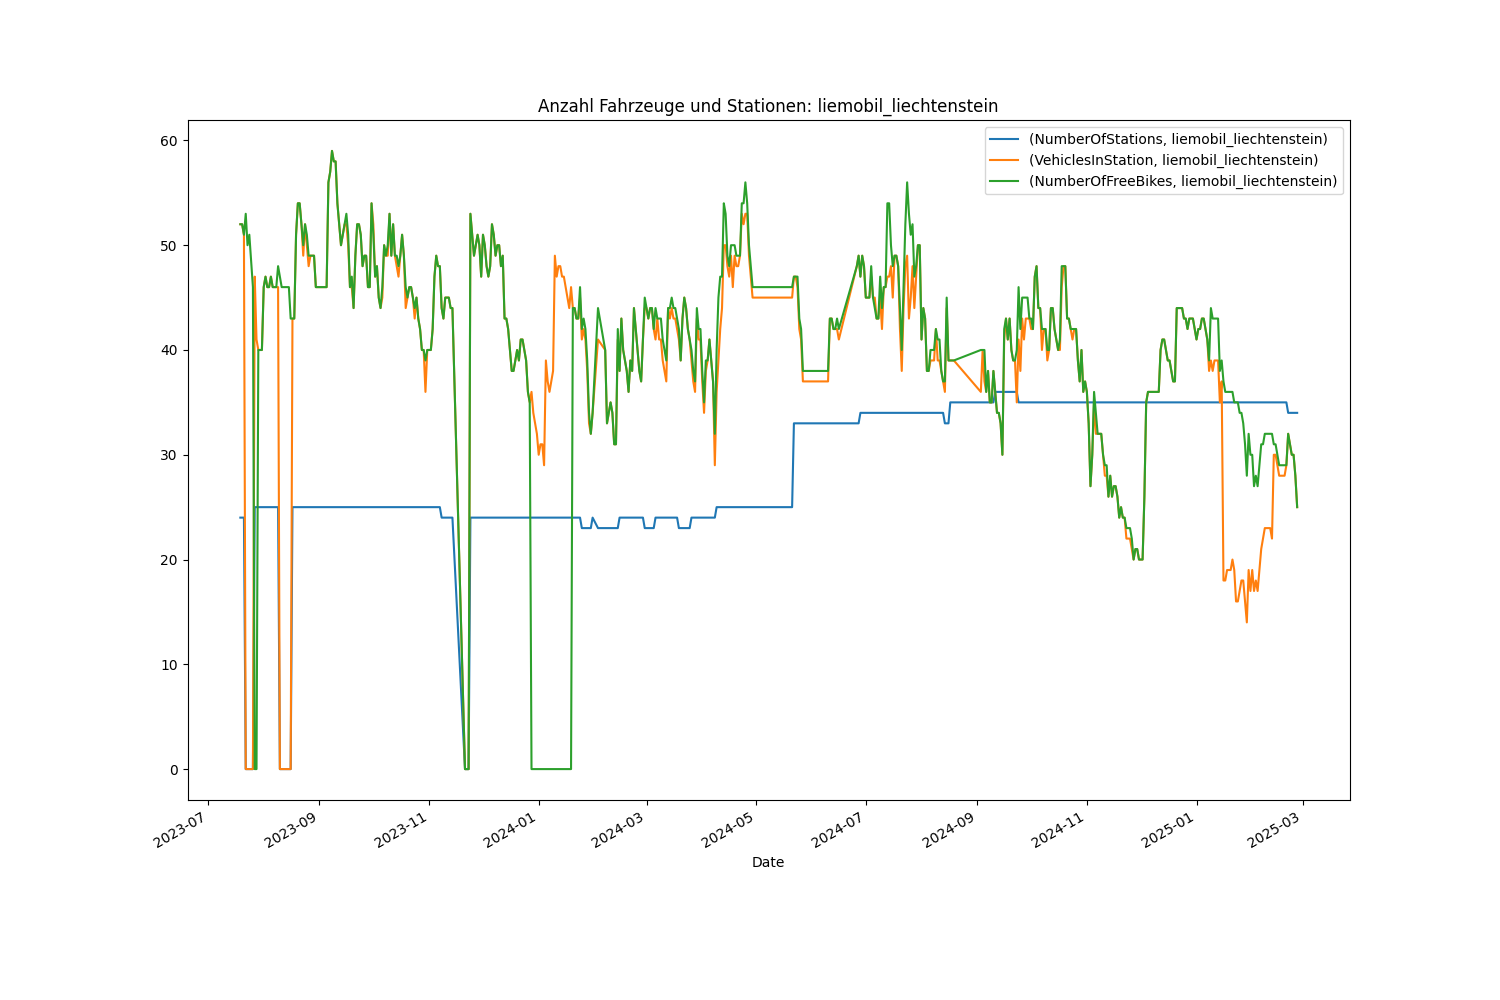 Anzahl Fahrzeuge und Stationen: liemobil_liechtenstein
(NumberOfStations, liemobil_liechtenstein)
(VehiclesInStation, liemobil_liechtenstein)
(NumberOfFreeBikes, liemobil_liechtenstein)
60
50
40
30
20
10
0
2023-07 2023-09 2023-11 2024-01 2024-03 2024-05 2024-07 2024-09 2024-11 2025-01 2025-03
Date